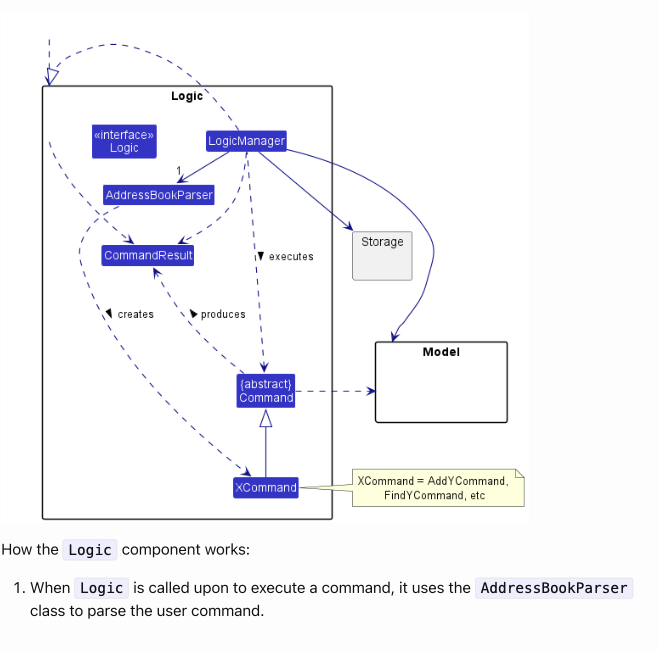 Logic
«interface»
Logic
LogicManager
1
AddressBookParser
Storage
CommandResult
executes
creates
produces
Model
{abstract}
Command
XCommand
XCommand = AddYCommand,
FindYCommand, etc
How the Logic component works:
1. When Logic is called upon to execute a command, it uses the AddressBookParser
class to parse the user command.